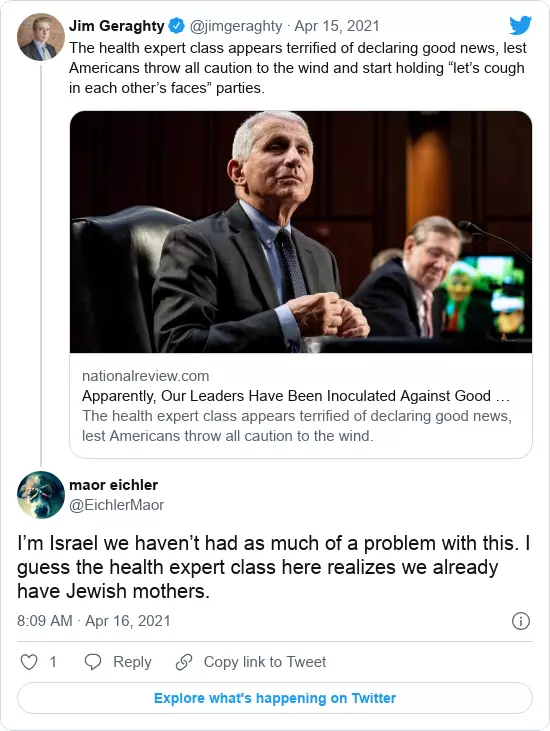 Jim Geraghty @jimgeraghty · Apr 15, 2021
The health expert class appears terrified of declaring good news, lest
Americans throw all caution to the wind and start holding “let’s cough
in each other’s faces” parties.
nationalreview.com
Apparently, Our Leaders Have Been Inoculated Against Good ...
The health expert class appears terrified of declaring good news,
lest Americans throw all caution to the wind.
maor eichler
@EichlerMaor
I’m Israel we haven’t had as much of a problem with this. I
guess the health expert class here realizes we already
have Jewish mothers.
8:09 AM · Apr 16, 2021
1 Reply Copy link to Tweet
Explore what's happening on Twitter